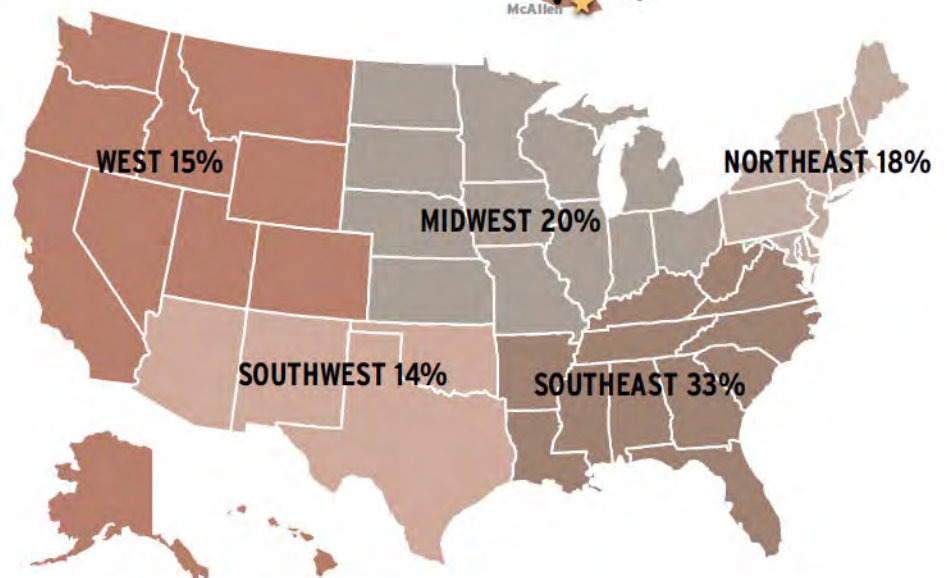 McAllen
WEST 15%
NORTHEAST 18%
MIDWEST 20%
SOUTHWEST 14%
SOUTHEAST 33%